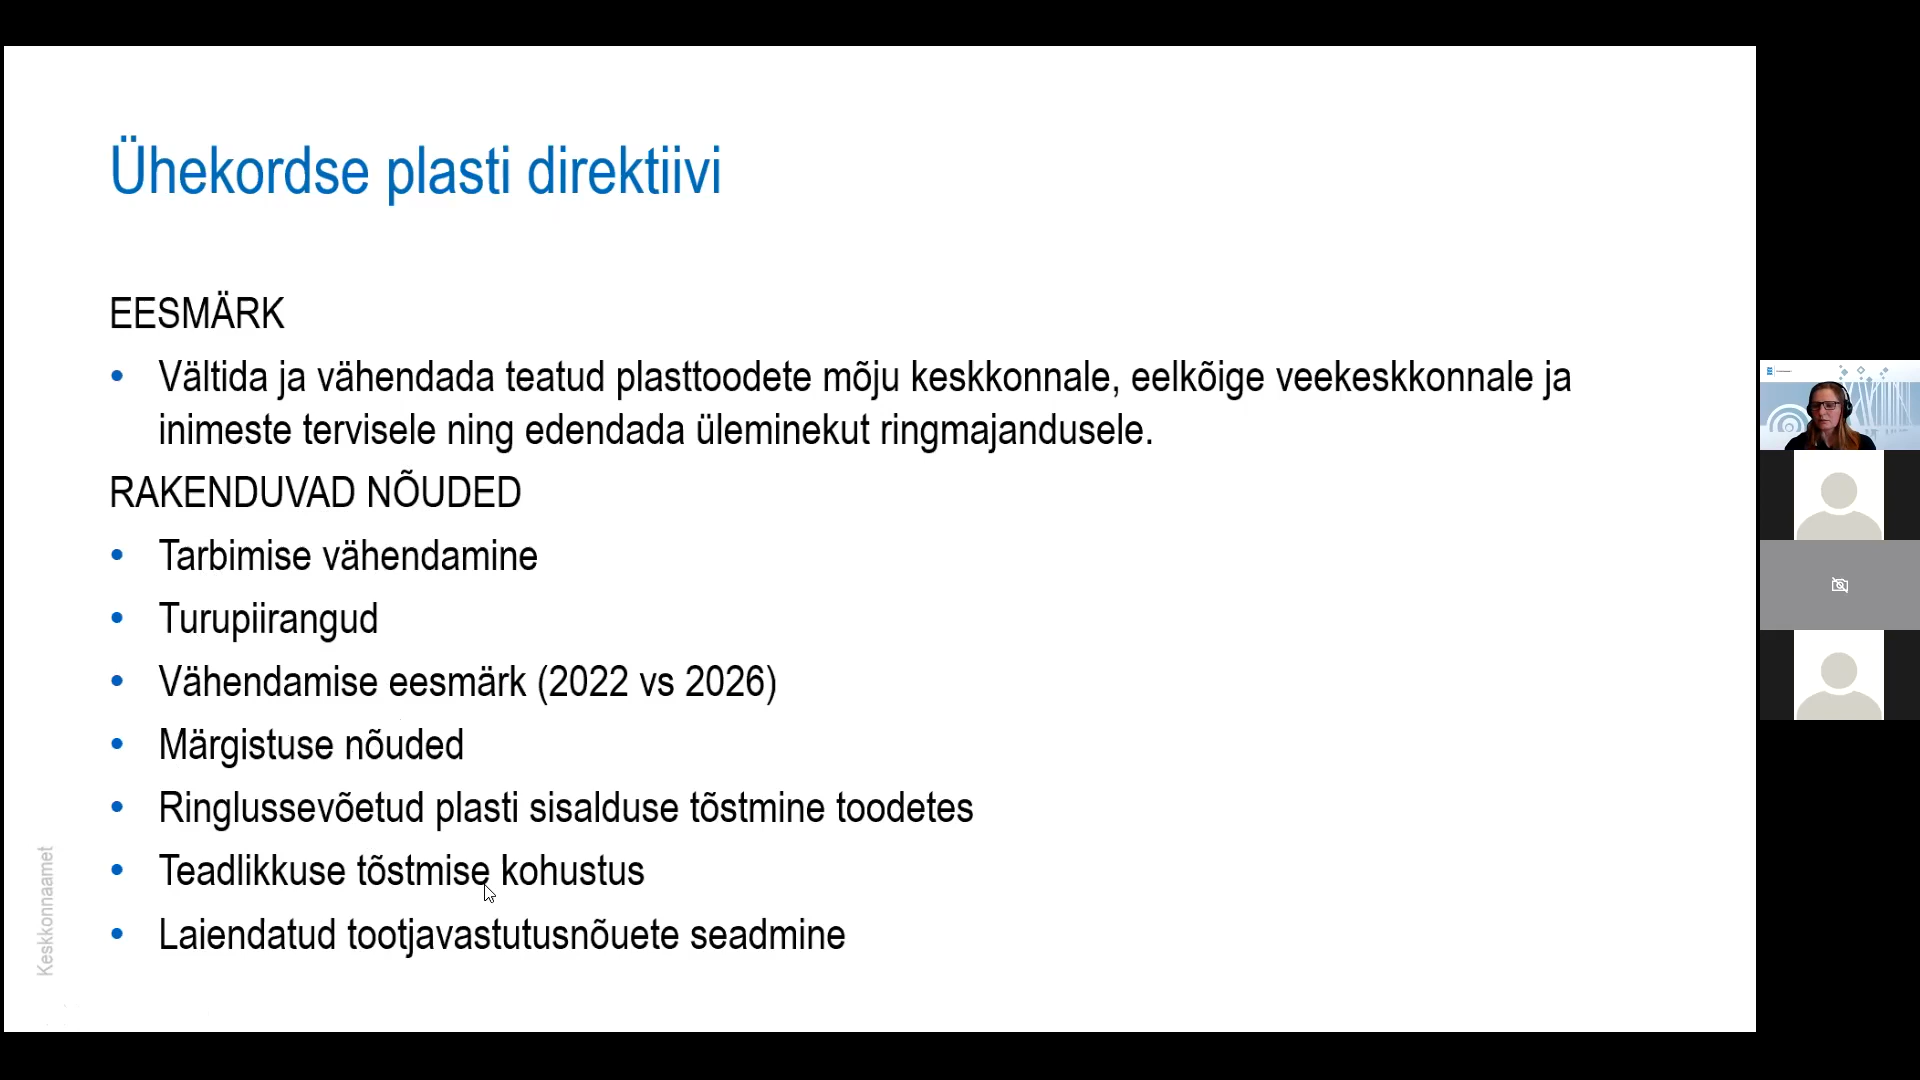 Ühekordse plasti direktiivi
EESMÄRK
• Vältida ja vähendada teatud plasttoodete mõju keskkonnale, eelkõige veekeskkonnale ja
inimeste tervisele ning edendada üleminekut ringmajandusele.
RAKENDUVAD NÕUDED
• Tarbimise vähendamine
• Turupiirangud
• Vähendamise eesmärk (2022 vs 2026)
• Märgistuse nõuded
• Ringlussevõetud plasti sisalduse tõstmine toodetes
• Teadlikkuse tõstmise kohustus
• Laiendatud tootjavastutusnõuete seadmine
Keskkonnaamet